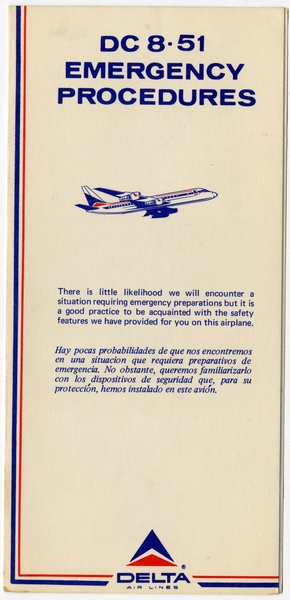 DC 8-51
EMERGENCY
PROCEDURES
There is little likelihood we will encounter a
situation requiring emergency preparations but it is
a good practice to be acquainted with the safety
features we have provided for you on this airplane.
Hay pocas probabilidades de que nos encontremos
en una situacion que requiera preparativos de
emergencia. No obstante, queremos familiarizarlo
con los dispositivos de seguridad que, para su
protección, hemos instalado en este avión.
®
DELTA
AIR LINES